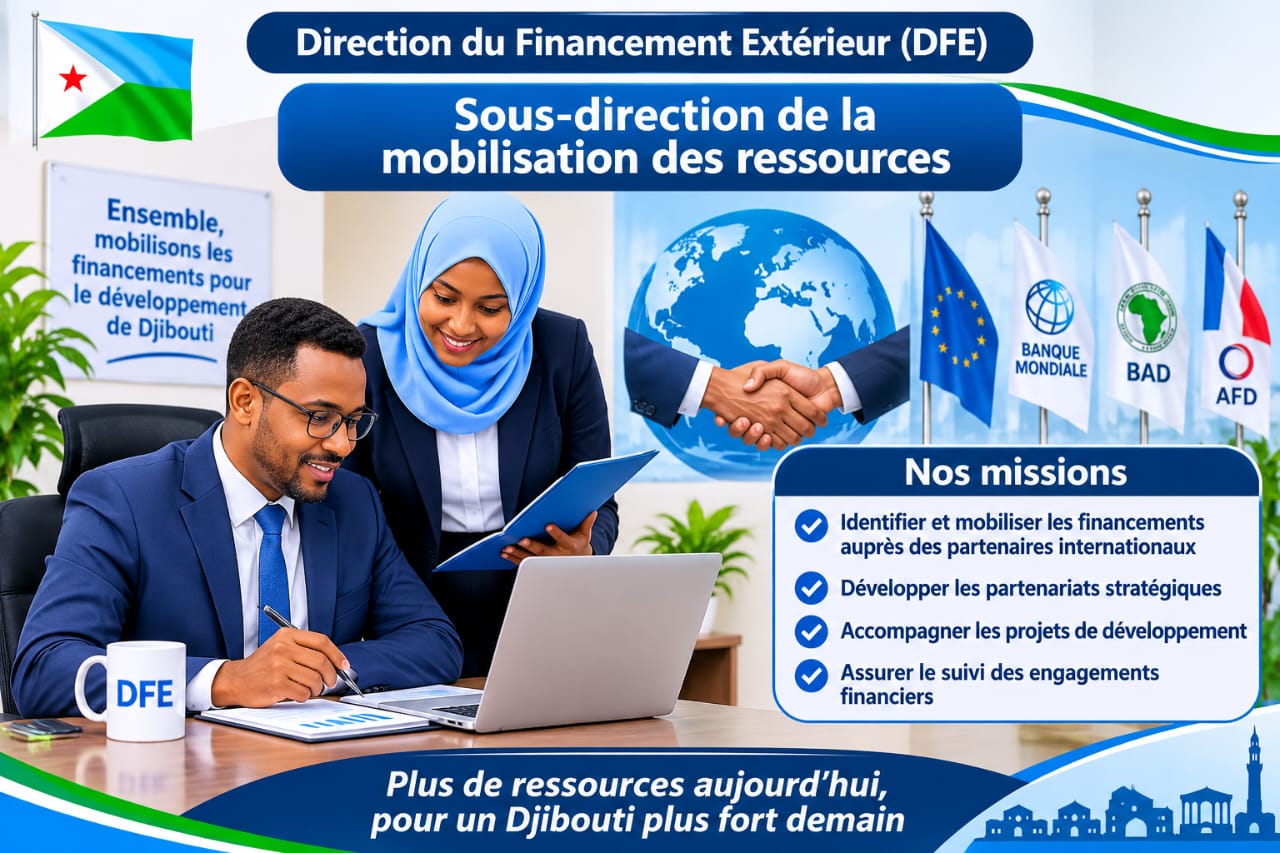 Direction du Financement Extérieur (DFE)
Sous-direction de la
mobilisation des ressources
Ensemble,
mobilisons les
financements pour
le développement
de Djibouti
BANQUE
MONDIALE
BAD
AFD
Nos missions
Identifier et mobiliser les financements
auprès des partenaires internationaux
Développer les partenariats stratégiques
Accompagner les projets de développement
Assurer le suivi des engagements
financiers
DFE
Plus de ressources aujourd’hui,
pour un Djibouti plus fort demain